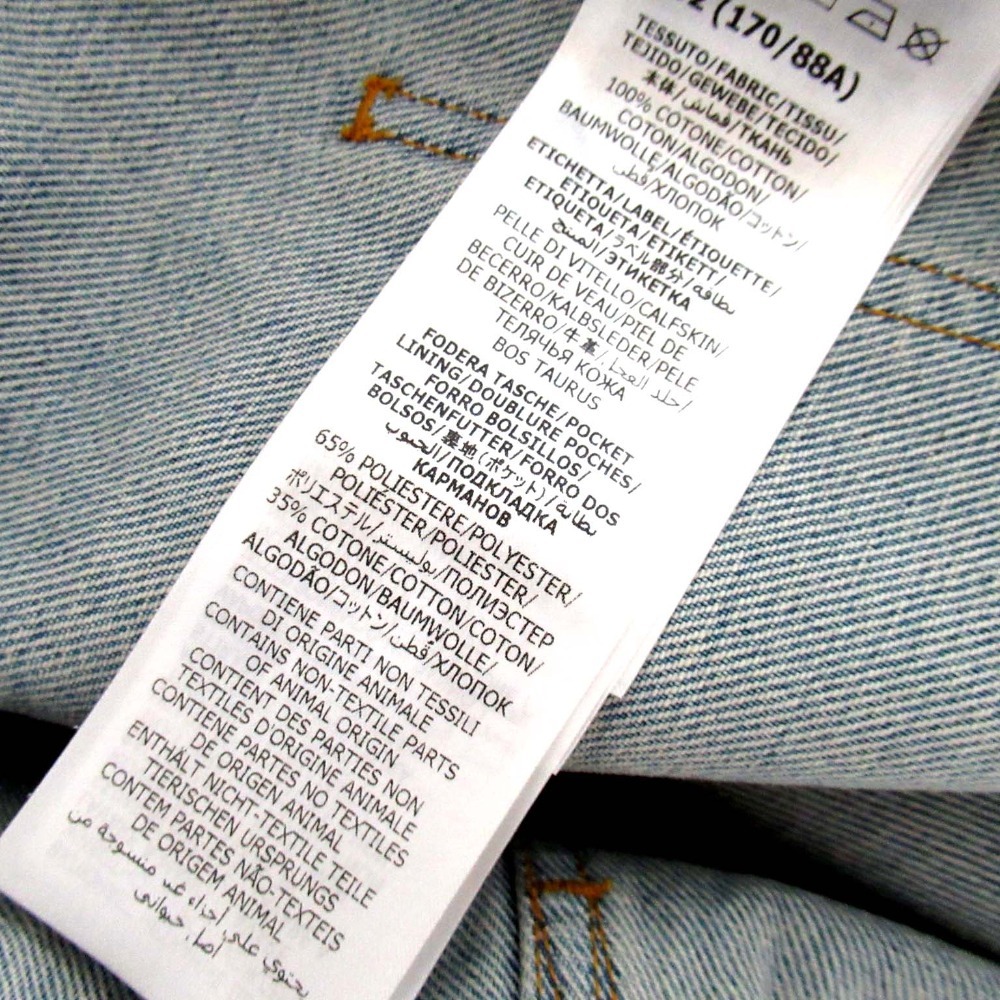 2 (170/88A)
TESSUTO/FABRIC/TISSU/
TEJIDO/GEWEBE/TECIDO/
本体/قماش/ТКАНЬ
100% COTONE/COTTON/
COTON/ALGODON/
BAUMWOLLE/ALGODÃO/コットン/
قطن/ХЛОПОК
ETICHETTA/LABEL/ÉTIQUETTE/
ETIQUETA/ETIKETT/
ETIQUETA/ラベル部分/بطاقة
المنتج/ЭТИКЕТКА
PELLE DI VITELLO/CALFSKIN/
CUIR DE VEAU/PIEL DE
BECERRO/KALBSLEDER/PELE
DE BIZERRO/牛革/جلد العجل/
ТЕЛЯЧЬЯ КОЖА
BOS TAURUS
FODERA TASCHE/POCKET
LINING/DOUBLURE POCHES/
FORRO BOLSILLOS/
TASCHENFUTTER/FORRO DOS
BOLSOS/裏地(ポケット)/بطانة
الجيوب/ПОДКЛАДКА
КАРМАНОВ
65% POLIESTERE/POLYESTER/
POLIÉSTER/POLIESTER/
ポリエステル/بوليستر/ПОЛИЭСТЕР
35% COTONE/COTTON/COTON/
ALGODON/BAUMWOLLE/
ALGODÃO/コットン/قطن/ХЛОПОК
CONTIENE PARTI NON TESSILI
DI ORIGINE ANIMALE
CONTAINS NON-TEXTILE PARTS
OF ANIMAL ORIGIN
CONTIENT DES PARTIES NON
TEXTILES D'ORIGINE ANIMALE
CONTIENE PARTES NO TEXTILES
DE ORIGEN ANIMAL
ENTHÄLT NICHT-TEXTILE TEILE
TIERISCHEN URSPRUNGS
CONTEM PARTES NÃO-TEXTEIS
DE ORIGEM ANIMAL
يحتوي على أجزاء غير منسوجة من
أصل حيواني